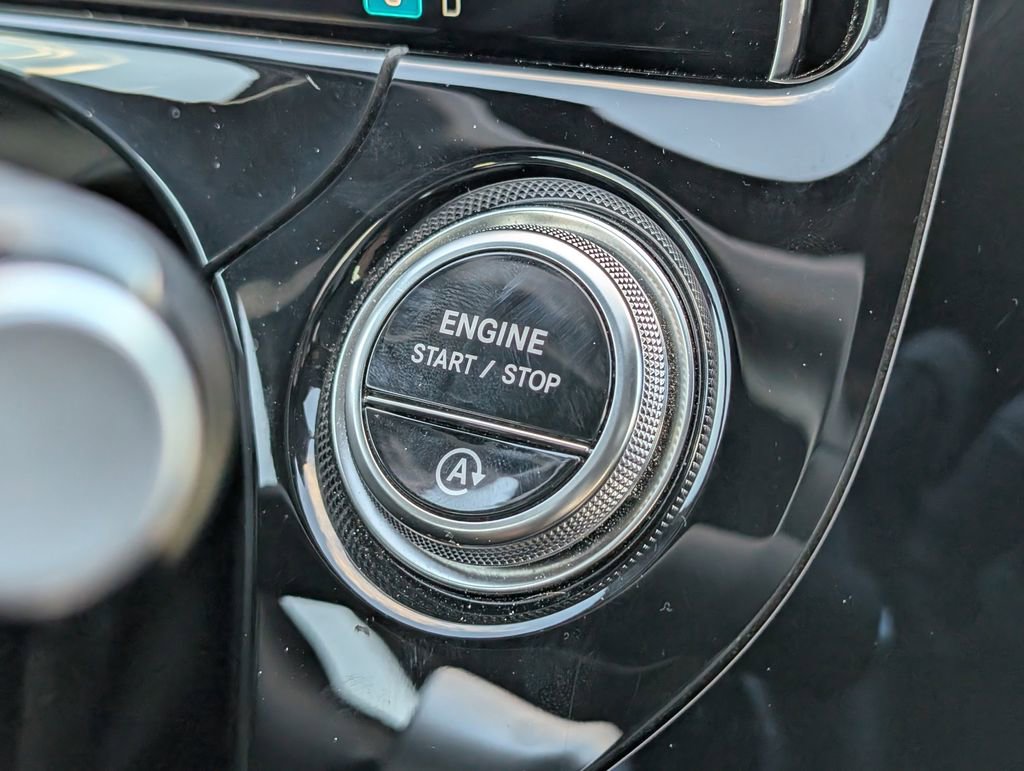 ENGINE
START / STOP
A